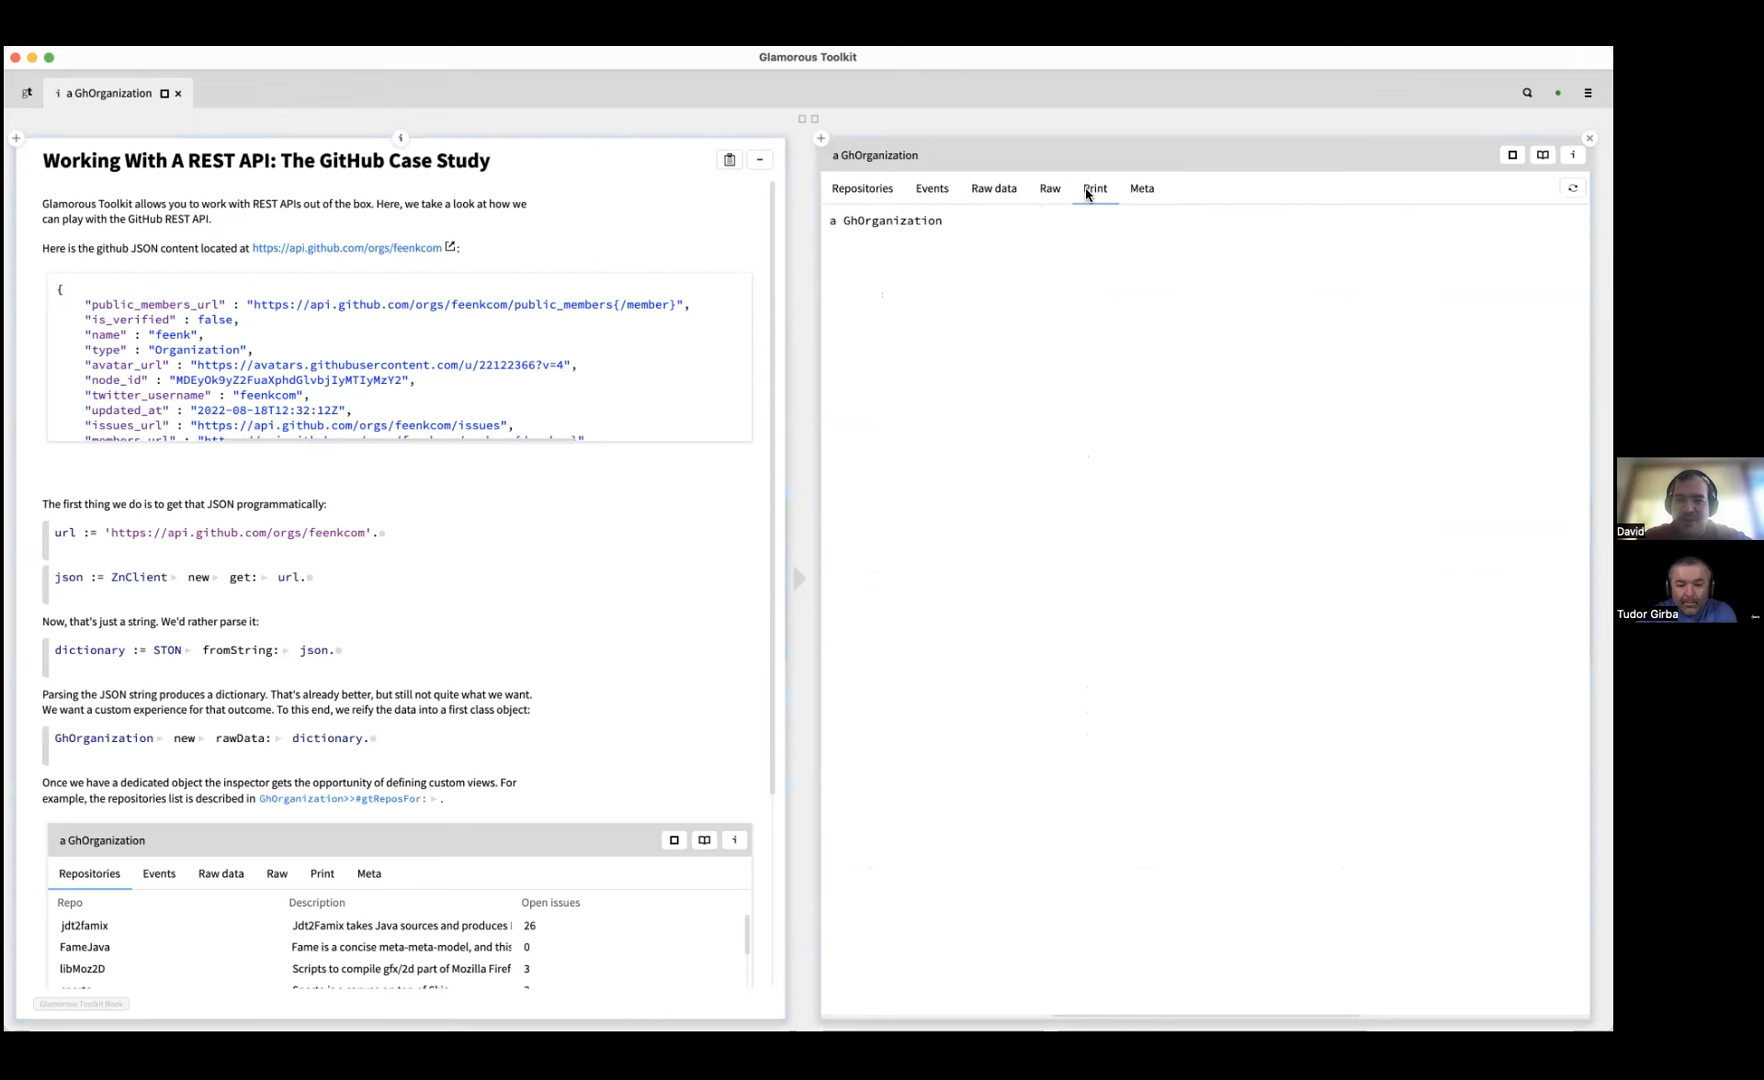 Glamorous Toolkit
gt
i a GhOrganization
Working With A REST API: The GitHub Case Study
Glamorous Toolkit allows you to work with REST APIs out of the box. Here, we take a look at how we
can play with the GitHub REST API.
Here is the github JSON content located at https://api.github.com/orgs/feenkcom :
{
"public_members_url" : "https://api.github.com/orgs/feenkcom/public_members{/member}",
"is_verified" : false,
"name" : "feenk",
"type" : "Organization",
"avatar_url" : "https://avatars.githubusercontent.com/u/22122366?v=4",
"node_id" : "MDEyOk9yZ2FuaXphdGlvbjIyMTIyMzY2",
"twitter_username" : "feenkcom",
"updated_at" : "2022-08-18T12:32:12Z",
"issues_url" : "https://api.github.com/orgs/feenkcom/issues",
The first thing we do is to get that JSON programmatically:
url := 'https://api.github.com/orgs/feenkcom'.
json := ZnClient new get: url.
Now, that's just a string. We'd rather parse it:
dictionary := STON fromString: json.
Parsing the JSON string produces a dictionary. That's already better, but still not quite what we want.
We want a custom experience for that outcome. To this end, we reify the data into a first class object:
GhOrganization new rawData: dictionary.
Once we have a dedicated object the inspector gets the opportunity of defining custom views. For
example, the repositories list is described in GhOrganization>>#gtReposFor: .
a GhOrganization
i
Repositories Events Raw data Raw Print Meta
Repo Description Open issues
jdt2famix Jdt2Famix takes Java sources and produces 26
FameJava Fame is a concise meta-meta-model, and this 0
libMoz2D Scripts to compile gfx/2d part of Mozilla Firef 3
Glamorous Toolkit Book
i
a GhOrganization
i
Repositories Events Raw data Raw Print Meta
a GhOrganization
David
Tudor Girba